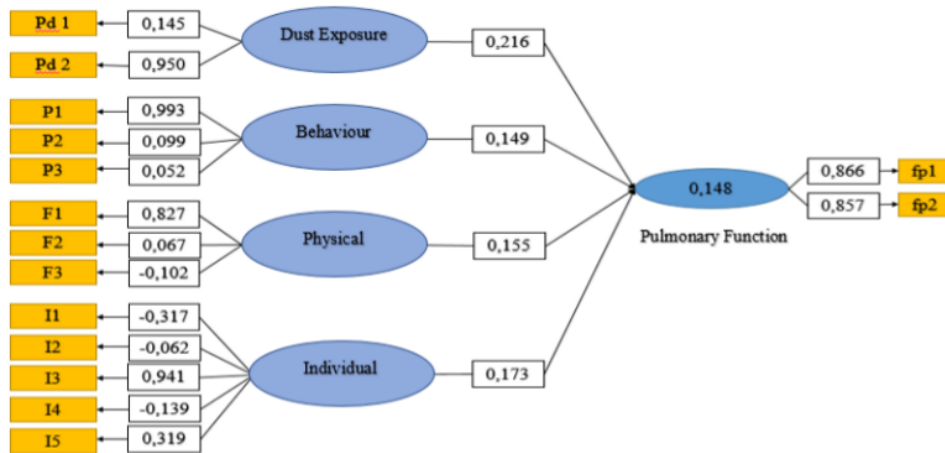 Pd 1
0,145
Dust Exposure
0,216
Pd 2
0,950
P1
0,993
P2
0,099
Behaviour
0,149
P3
0,052
F1
0,827
F2
0,067
Physical
0,155
F3
-0,102
I1
-0,317
I2
-0,062
I3
0,941
Individual
0,173
I4
-0,139
I5
0,319
0,148
Pulmonary Function
0,866
fp1
0,857
fp2